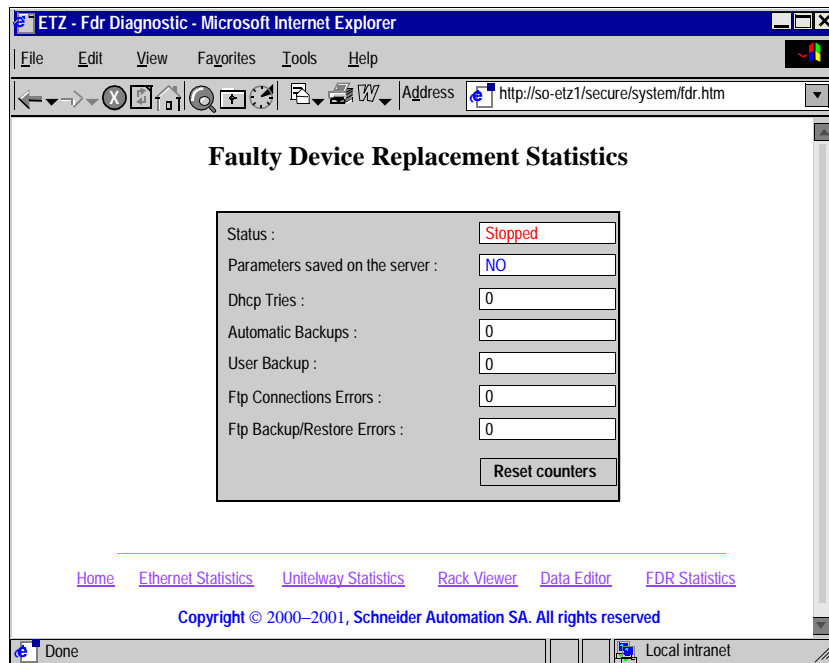 ETZ - Fdr Diagnostic - Microsoft Internet Explorer
File Edit View Favorites Tools Help
Address http://so-etz1/secure/system/fdr.htm
Faulty Device Replacement Statistics
Status : Stopped
Parameters saved on the server : NO
Dhcp Tries : 0
Automatic Backups : 0
User Backup : 0
Ftp Connections Errors : 0
Ftp Backup/Restore Errors : 0
Reset counters
Home Ethernet Statistics Unitelway Statistics Rack Viewer Data Editor FDR Statistics
Copyright © 2000–2001, Schneider Automation SA. All rights reserved
Done Local intranet